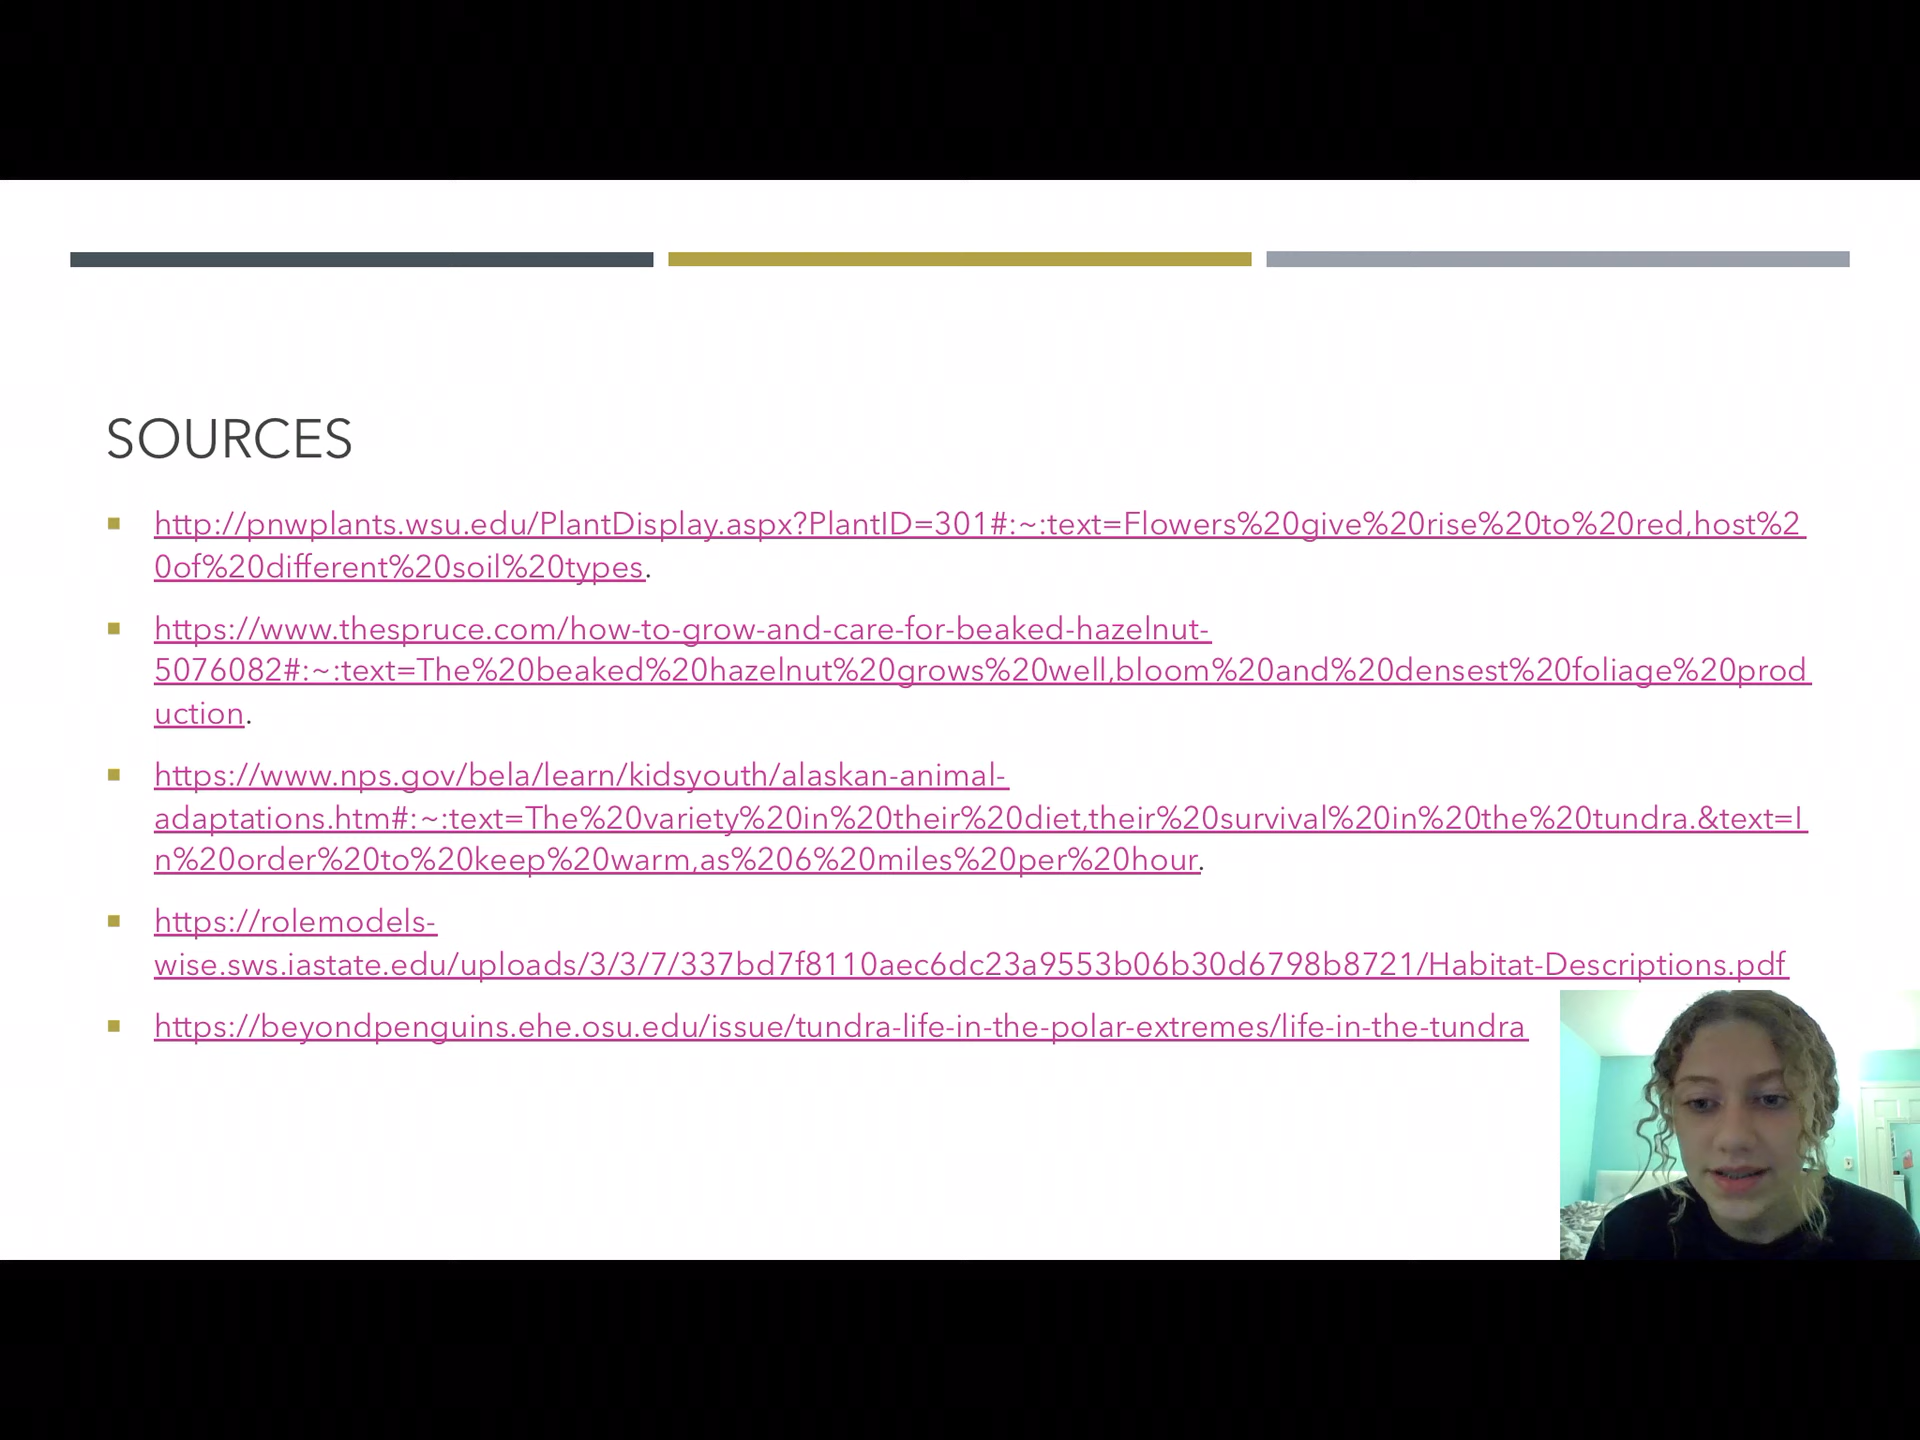 SOURCES
http://pnwplants.wsu.edu/PlantDisplay.aspx?PlantID=301#:~:text=Flowers%20give%20rise%20to%20red,host%2
0of%20different%20soil%20types.
https://www.thespruce.com/how-to-grow-and-care-for-beaked-hazelnut-
5076082#:~:text=The%20beaked%20hazelnut%20grows%20well,bloom%20and%20densest%20foliage%20prod
uction.
https://www.nps.gov/bela/learn/kidsyouth/alaskan-animal-
adaptations.htm#:~:text=The%20variety%20in%20their%20diet,their%20survival%20in%20the%20tundra.&text=I
n%20order%20to%20keep%20warm,as%206%20miles%20per%20hour.
https://rolemodels-
wise.sws.iastate.edu/uploads/3/3/7/337bd7f8110aec6dc23a9553b06b30d6798b8721/Habitat-Descriptions.pdf
https://beyondpenguins.ehe.osu.edu/issue/tundra-life-in-the-polar-extremes/life-in-the-tundra